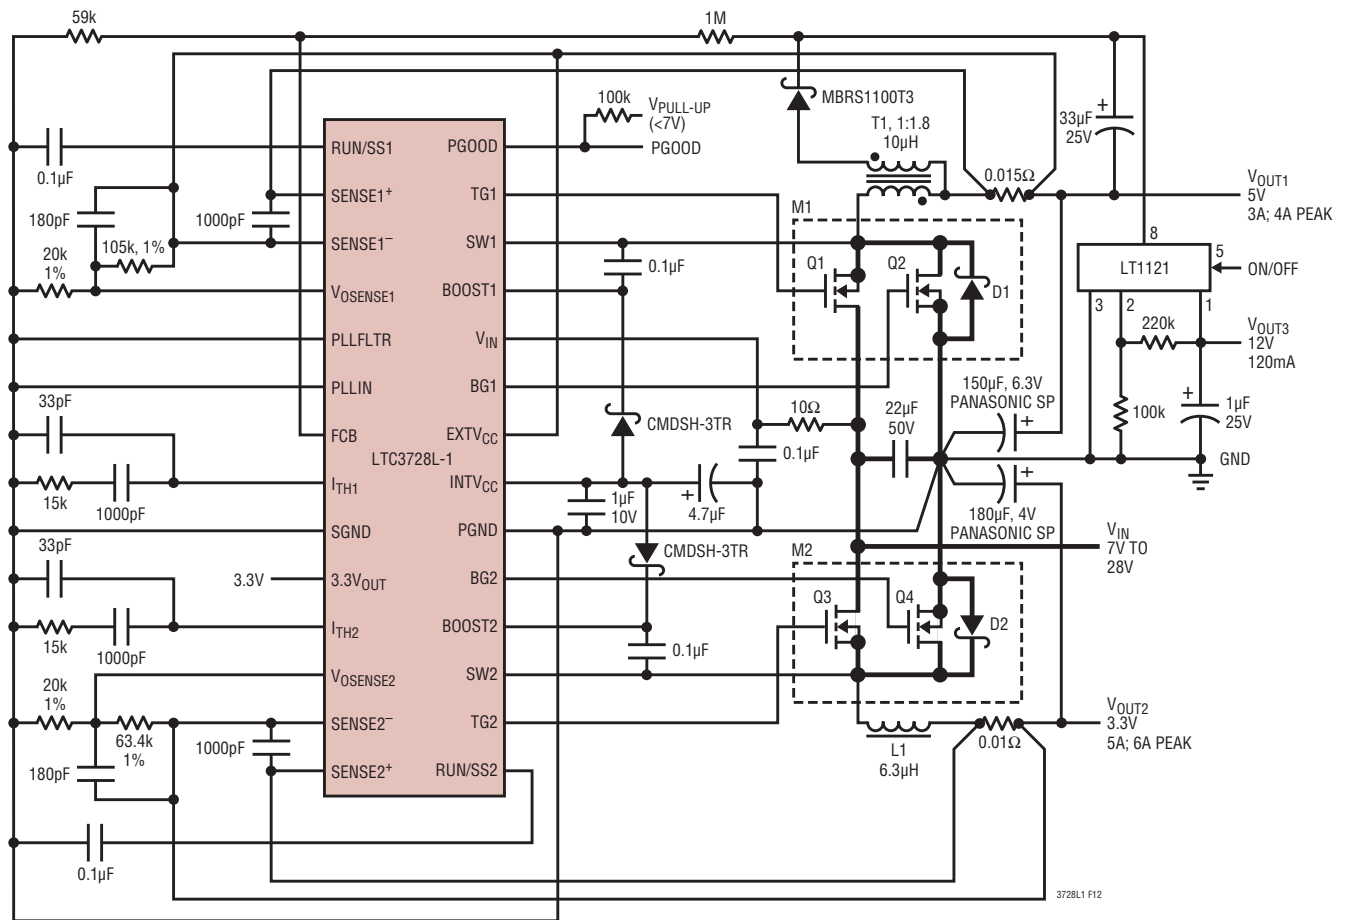 59k
1M
MBRS1100T3
T1, 1:1.8
10µH
33µF
25V
+
0.015Ω
VOUT1
5V
3A; 4A PEAK
100k
VPULL-UP
(<7V)
PGOOD
0.1µF
180pF
1000pF
105k, 1%
20k
1%
RUN/SS1
SENSE1+
SENSE1–
VOSENSE1
PLLFLTR
PLLIN
FCB
ITH1
SGND
3.3VOUT
ITH2
VOSENSE2
SENSE2–
SENSE2+
LTC3728L-1
PGOOD
TG1
SW1
BOOST1
VIN
BG1
EXTVCC
INTVCC
PGND
BG2
BOOST2
SW2
TG2
RUN/SS2
M1
Q1
Q2
D1
0.1µF
8
LT1121
5
ON/OFF
3
2
1
220k
VOUT3
12V
120mA
100k
+
1µF
25V
GND
150µF, 6.3V
PANASONIC SP
+
10Ω
22µF
50V
0.1µF
CMDSH-3TR
33pF
15k
1000pF
1µF
10V
+
4.7µF
+
180µF, 4V
PANASONIC SP
VIN
7V TO
28V
CMDSH-3TR
33pF
3.3V
15k
1000pF
M2
Q3
Q4
D2
0.1µF
20k
1%
63.4k
1%
180pF
1000pF
L1
6.3µH
0.01Ω
VOUT2
3.3V
5A; 6A PEAK
0.1µF
3728L1 F12